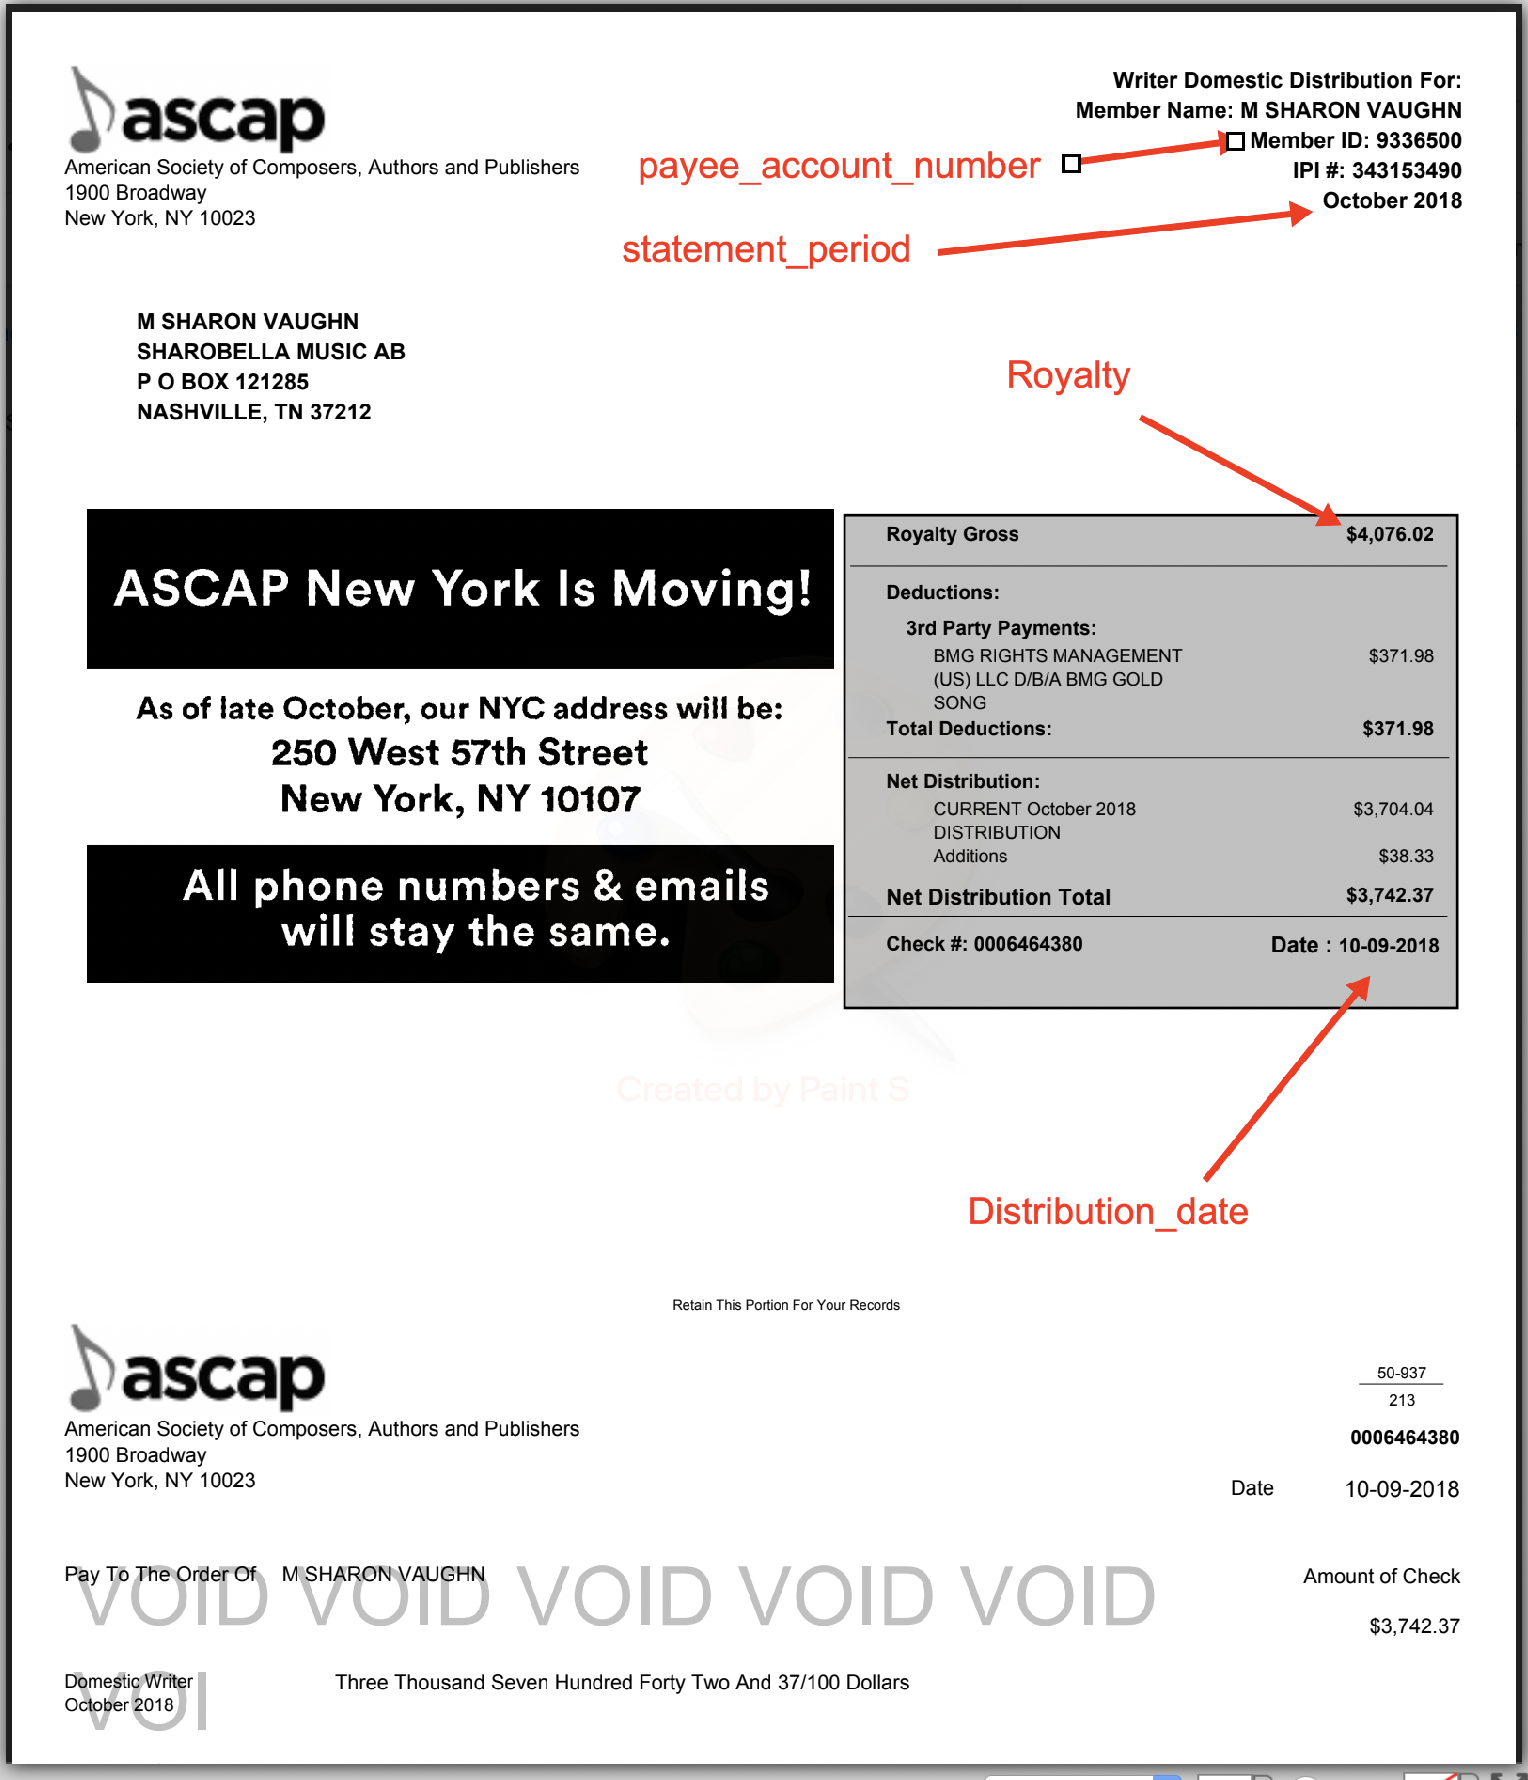 ascap
American Society of Composers, Authors and Publishers
1900 Broadway
New York, NY 10023
Writer Domestic Distribution For:
Member Name: M SHARON VAUGHN
Member ID: 9336500
IPI #: 343153490
October 2018
payee_account_number
statement_period
M SHARON VAUGHN
SHAROBELLA MUSIC AB
P O BOX 121285
NASHVILLE, TN 37212
Royalty
ASCAP New York Is Moving!
As of late October, our NYC address will be:
250 West 57th Street
New York, NY 10107
All phone numbers & emails
will stay the same.
Royalty Gross $4,076.02
Deductions:
3rd Party Payments:
BMG RIGHTS MANAGEMENT $371.98
(US) LLC D/B/A BMG GOLD
SONG
Total Deductions: $371.98
Net Distribution:
CURRENT October 2018 $3,704.04
DISTRIBUTION
Additions $38.33
Net Distribution Total $3,742.37
Check #: 0006464380 Date : 10-09-2018
Created by Paint S
Distribution_date
Retain This Portion For Your Records
ascap
American Society of Composers, Authors and Publishers
1900 Broadway
New York, NY 10023
50-937
213
0006464380
Date 10-09-2018
Pay To The Order Of M SHARON VAUGHN
VOID VOID VOID VOID VOID
Amount of Check
$3,742.37
Domestic Writer
October 2018
VOI
Three Thousand Seven Hundred Forty Two And 37/100 Dollars